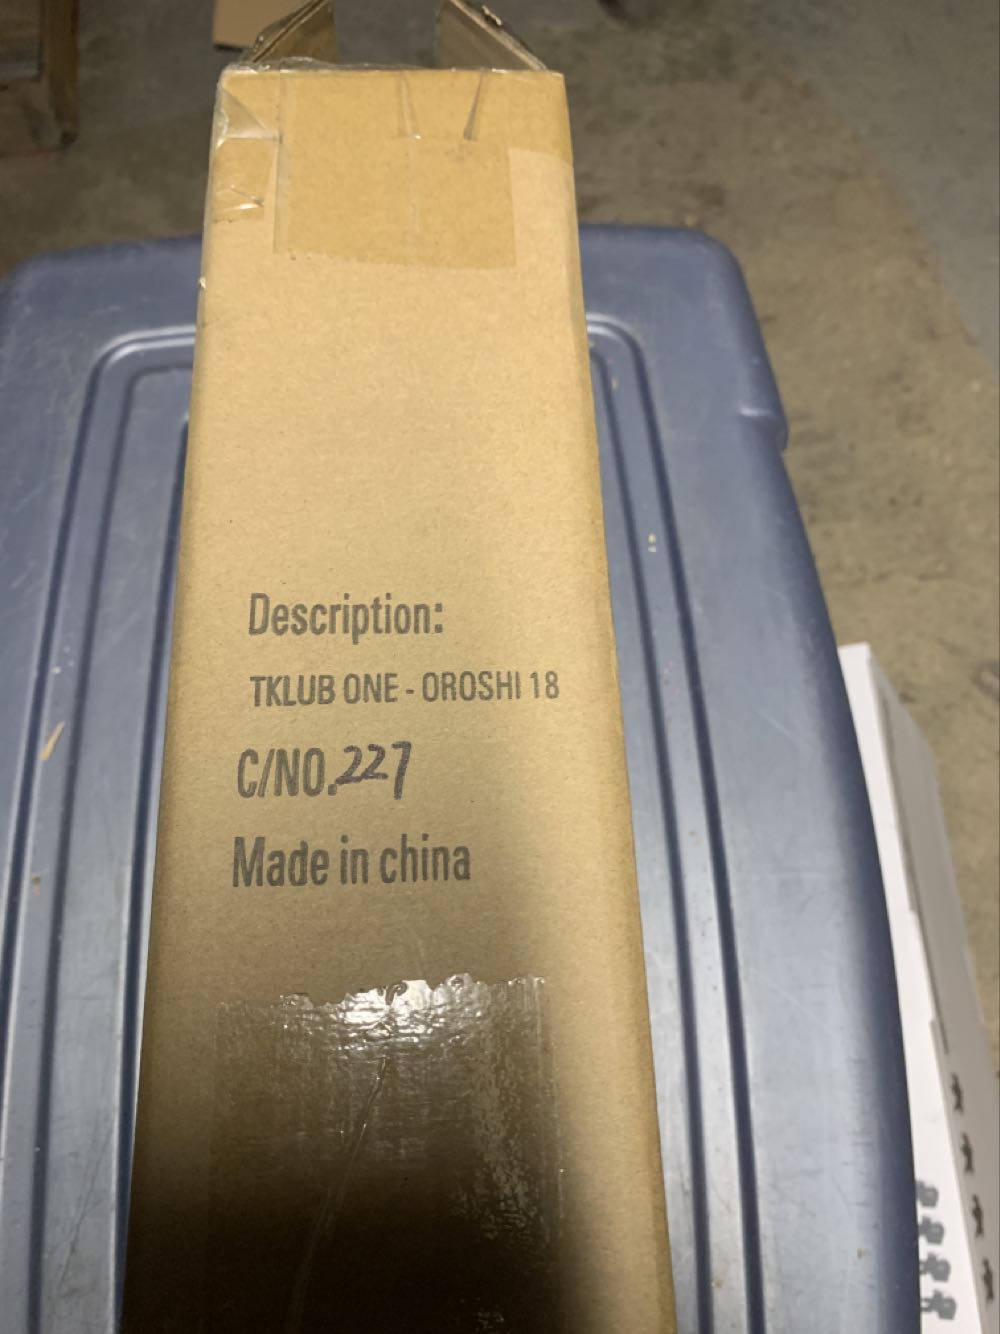 Description:
TKLUB ONE - OROSHI 18
C/NO.227
Made in china